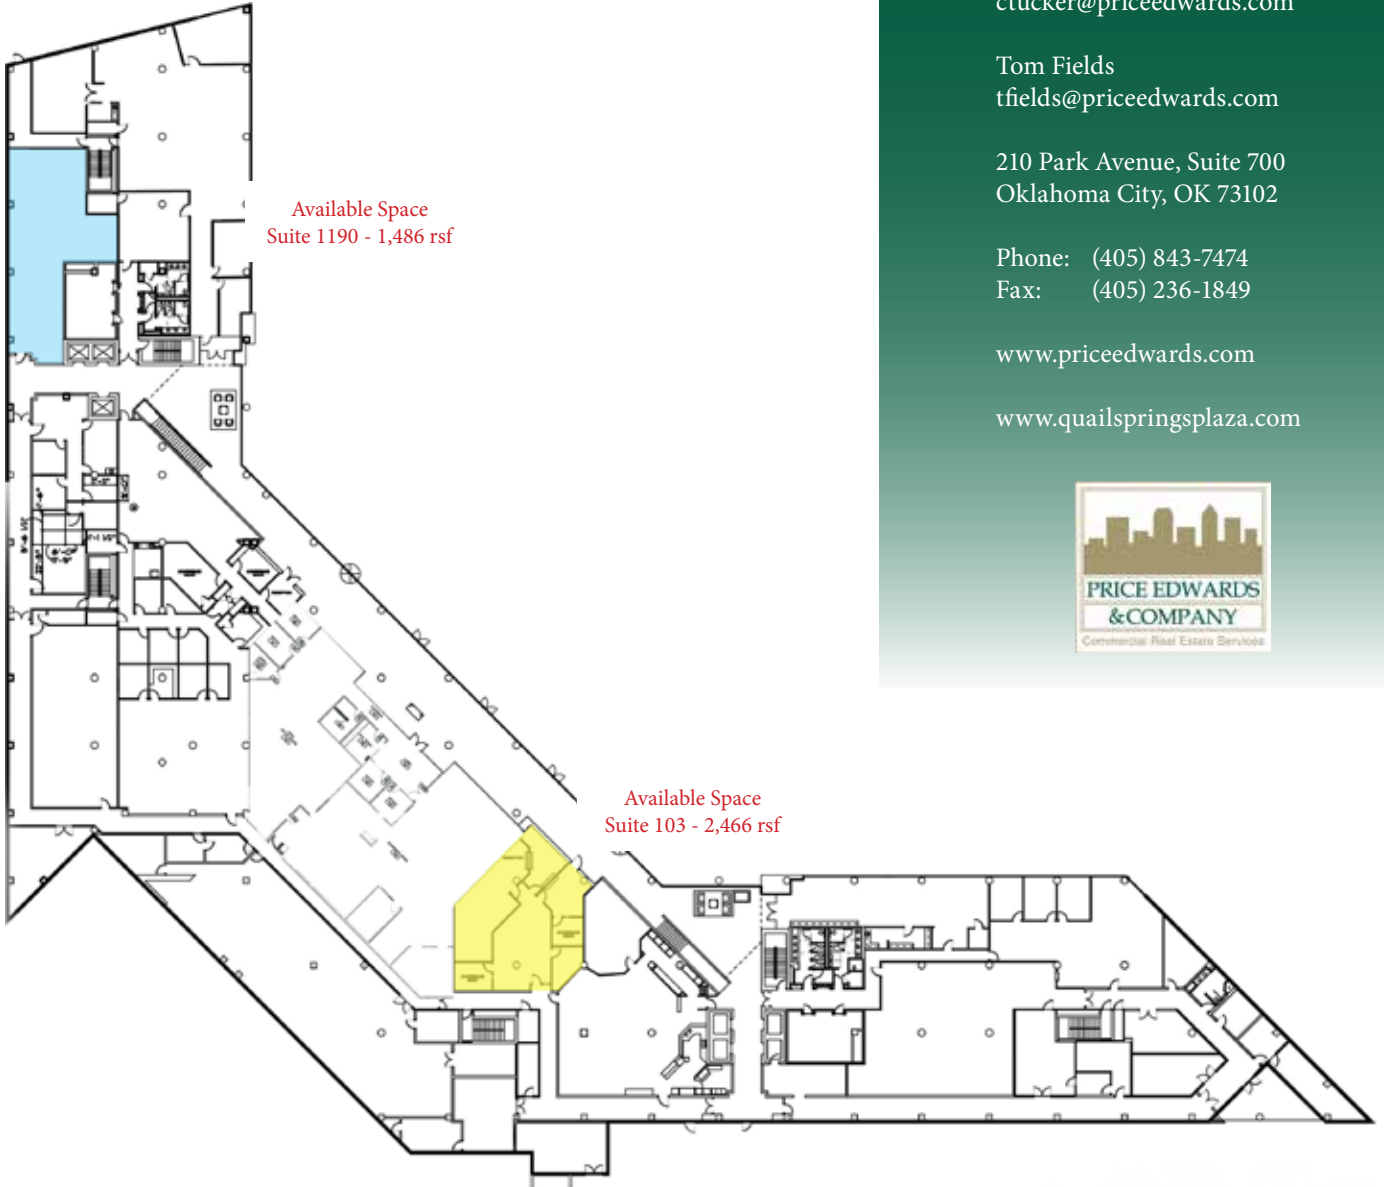 ctucker@priceedwards.com
Tom Fields
tfields@priceedwards.com
210 Park Avenue, Suite 700
Oklahoma City, OK 73102
Phone: (405) 843-7474
Fax: (405) 236-1849
www.priceedwards.com
www.quailspringsplaza.com
PRICE EDWARDS
&COMPANY
Commercial Real Estate Services
Available Space
Suite 1190 - 1,486 rsf
Available Space
Suite 103 - 2,466 rsf